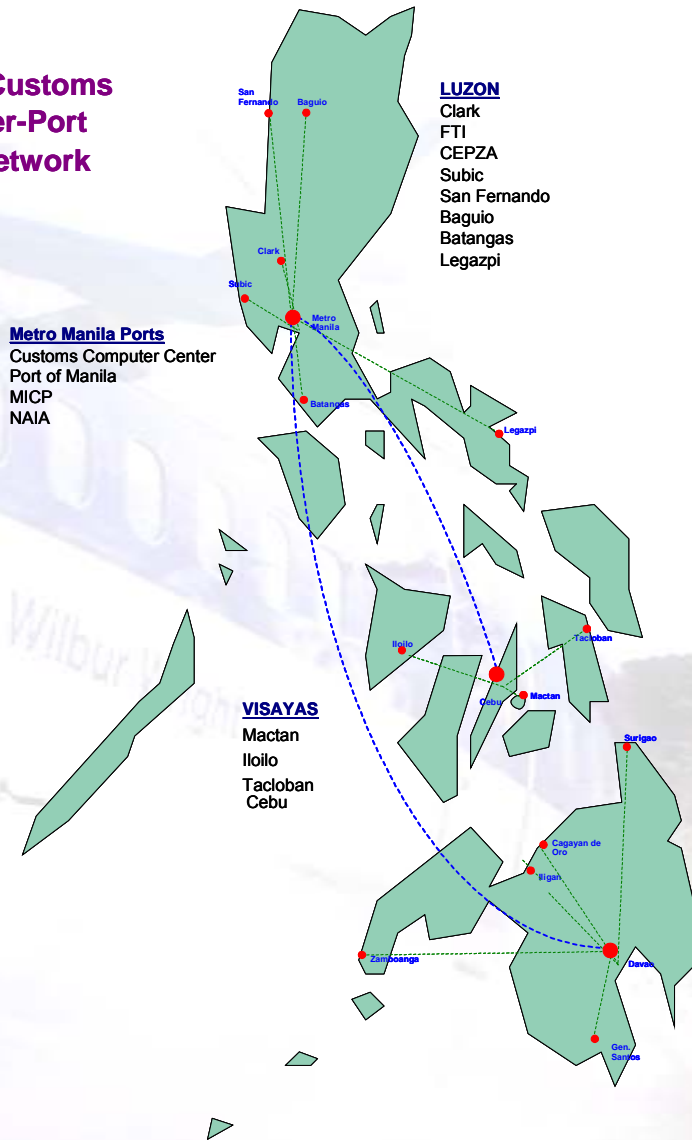 Customs
er-Port
etwork
LUZON
Clark
FTI
CEPZA
Subic
San Fernando
Baguio
Batangas
Legazpi
San
Fernando
Baguio
Clark
Subic
Metro
Manila
Batangas
Legazpi
Metro Manila Ports
Customs Computer Center
Port of Manila
MICP
NAIA
Wilbur Wright
Iloilo
Tacloban
Cebu
Mactan
VISAYAS
Mactan
Iloilo
Tacloban
Cebu
Surigao
Cagayan de
Oro
Iligan
Zamboanga
Davao
Gen.
Santos